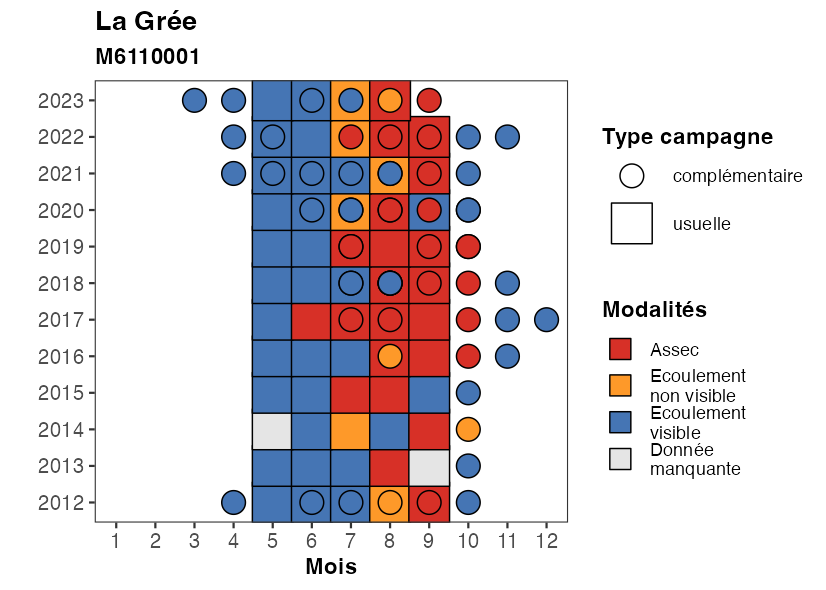 La Grée
M6110001
2023
2022
2021
2020
2019
2018
2017
2016
2015
2014
2013
2012
1 2 3 4 5 6 7 8 9 10 11 12
Mois
Type campagne
complémentaire
usuelle
Modalités
Assec
Ecoulement
non visible
Ecoulement
visible
Donnée
manquante